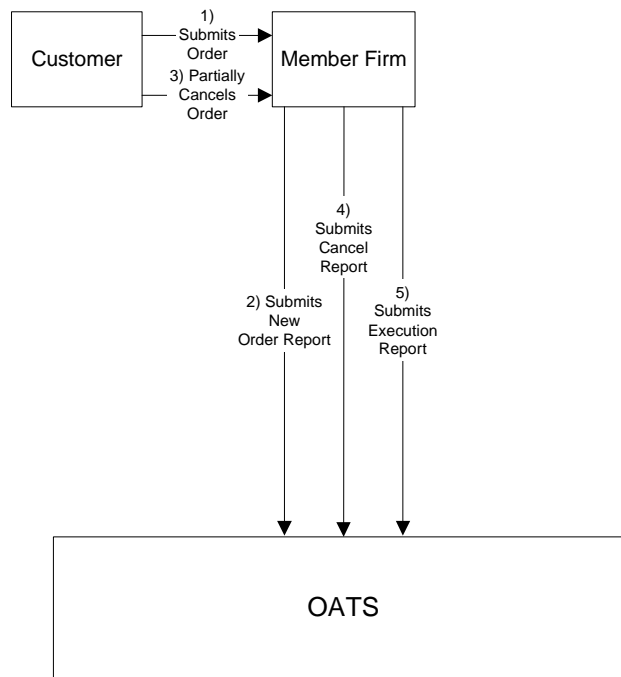 1)
Submits
Order
Customer
Member Firm
3) Partially
Cancels
Order
4)
Submits
Cancel
Report
2) Submits
New
Order Report
5)
Submits
Execution
Report
OATS